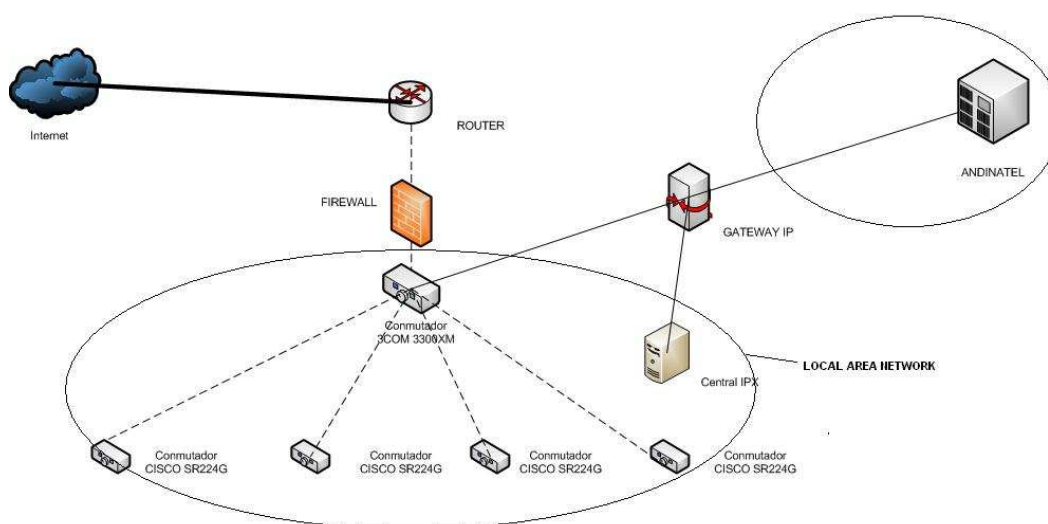 Internet
ROUTER
FIREWALL
ANDINATEL
GATEWAY IP
Conmutador
3COM 3300XM
Central IPX
LOCAL AREA NETWORK
Conmutador
CISCO SR224G
Conmutador
CISCO SR224G
Conmutador
CISCO SR224G
Conmutador
CISCO SR224G